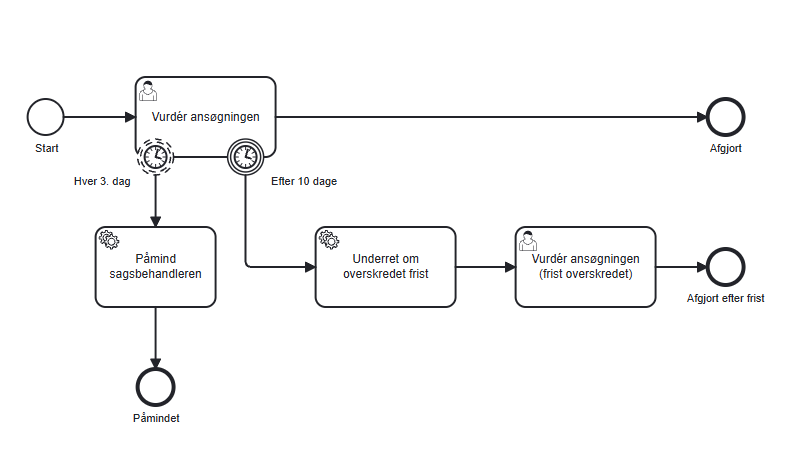 Vurdér ansøgningen
Start
Afgjort
Hver 3. dag
Efter 10 dage
Påmind
sagsbehandleren
Underret om
overskredet frist
Vurdér ansøgningen
(frist overskredet)
Afgjort efter frist
Påmindet